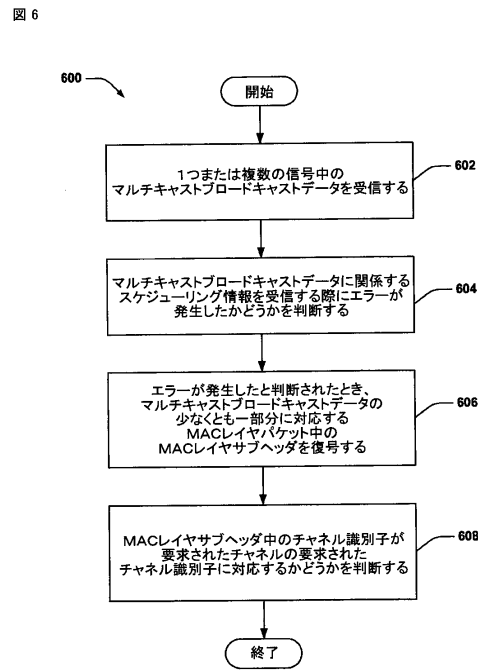 図 6
600
開始
1つまたは複数の信号中の
マルチキャストブロードキャストデータを受信する
602
マルチキャストブロードキャストデータに関係する
スケジューリング情報を受信する際にエラーが
発生したかどうかを判断する
604
エラーが発生したと判断されたとき、
マルチキャストブロードキャストデータの
少なくとも一部分に対応する
MACレイヤパケット中の
MACレイヤサブヘッダを復号する
606
MACレイヤサブヘッダ中のチャネル識別子が
要求されたチャネルの要求された
チャネル識別子に対応するかどうかを判断する
608
終了